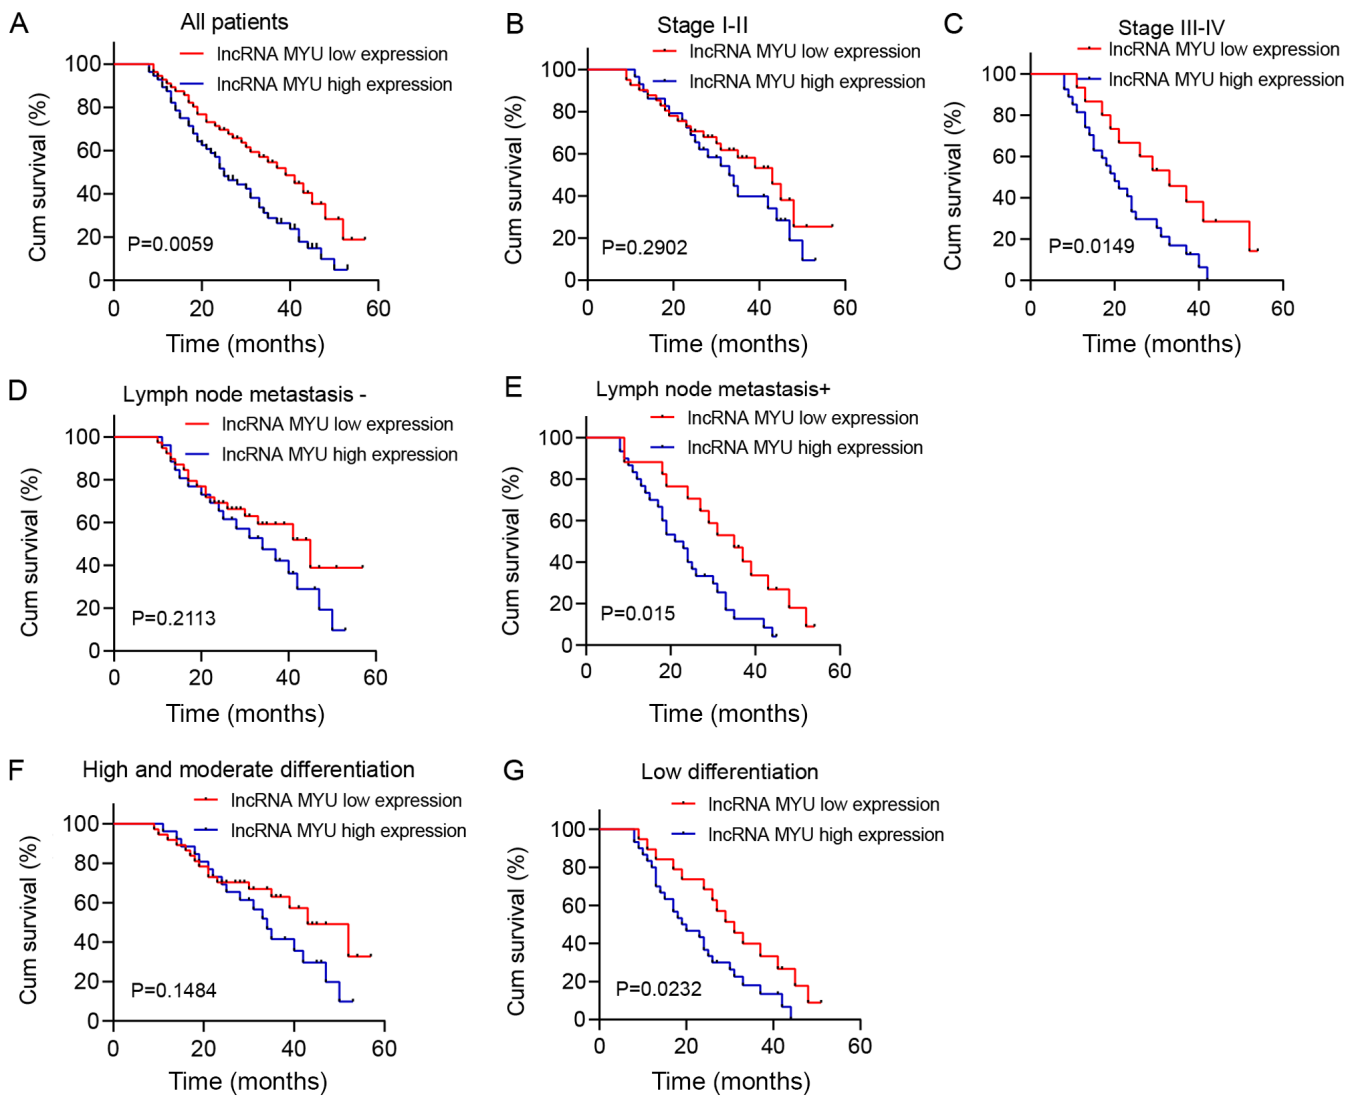 A
All patients
lncRNA MYU low expression
lncRNA MYU high expression
Cum survival (%)
100
80
60
40
20
0
P=0.0059
0 20 40 60
Time (months)
B
Stage I-II
lncRNA MYU low expression
lncRNA MYU high expression
Cum survival (%)
100
80
60
40
20
0
P=0.2902
0 20 40 60
Time (months)
C
Stage III-IV
lncRNA MYU low expression
lncRNA MYU high expression
Cum survival (%)
100
80
60
40
20
0
P=0.0149
0 20 40 60
Time (months)
D
Lymph node metastasis -
lncRNA MYU low expression
lncRNA MYU high expression
Cum survival (%)
100
80
60
40
20
0
P=0.2113
0 20 40 60
Time (months)
E
Lymph node metastasis+
lncRNA MYU low expression
lncRNA MYU high expression
Cum survival (%)
100
80
60
40
20
0
P=0.015
0 20 40 60
Time (months)
F
High and moderate differentiation
lncRNA MYU low expression
lncRNA MYU high expression
Cum survival (%)
100
80
60
40
20
0
P=0.1484
0 20 40 60
Time (months)
G
Low differentiation
lncRNA MYU low expression
lncRNA MYU high expression
Cum survival (%)
100
80
60
40
20
0
P=0.0232
0 20 40 60
Time (months)